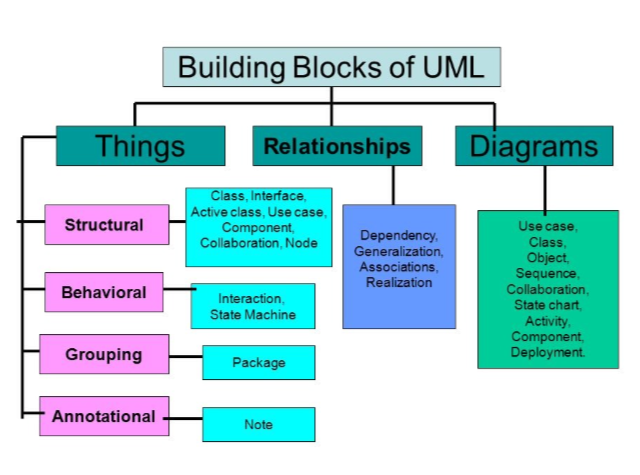 Building Blocks of UML
Things
Relationships
Diagrams
Structural
Class, Interface,
Active class, Use case,
Component,
Collaboration, Node
Behavioral
Interaction,
State Machine
Grouping
Package
Annotational
Note
Dependency,
Generalization,
Associations,
Realization
Use case,
Class,
Object,
Sequence,
Collaboration,
State chart,
Activity,
Component,
Deployment.